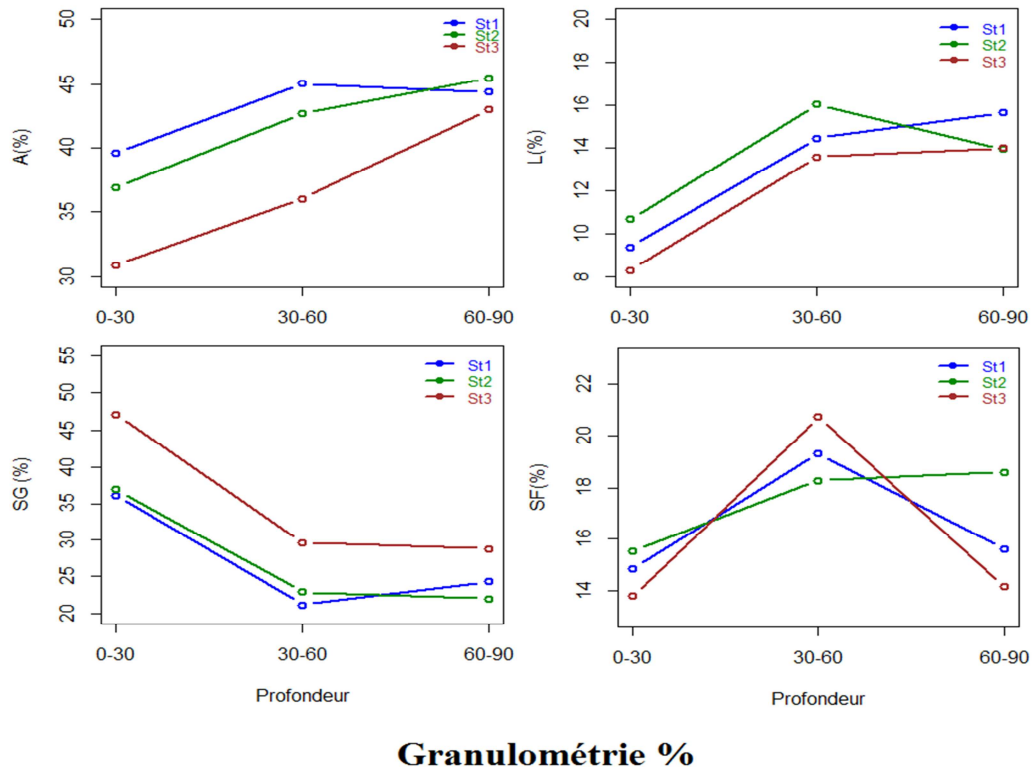 A(%)
50
45
40
35
30
St1
St2
St3
0-30
30-60
60-90
L(%)
20
18
16
14
12
10
8
St1
St2
St3
0-30
30-60
60-90
SG (%)
55
50
45
40
35
30
25
20
St1
St2
St3
0-30
30-60
60-90
Profondeur
SF(%)
22
20
18
16
14
St1
St2
St3
0-30
30-60
60-90
Profondeur
Granulométrie %